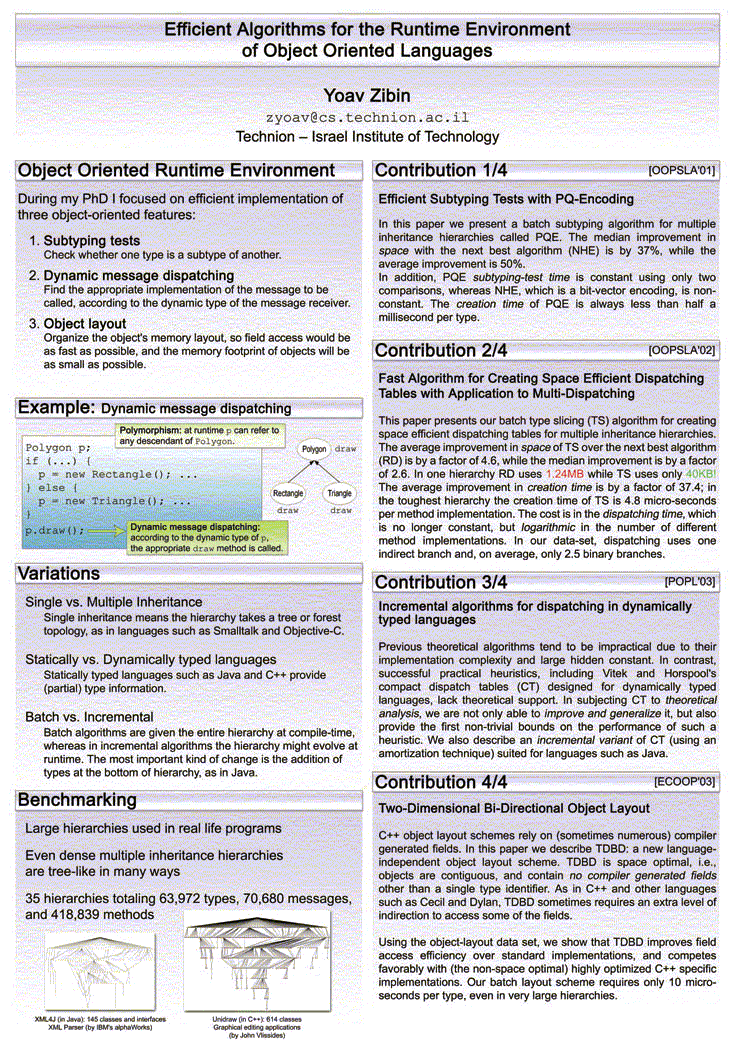 Efficient Algorithms for the Runtime Environment
of Object Oriented Languages
Yoav Zibin
zyoav@cs.technion.ac.il
Technion – Israel Institute of Technology
Object Oriented Runtime Environment
During my PhD I focused on efficient implementation of
three object-oriented features:
1. Subtyping tests
Check whether one type is a subtype of another.
2. Dynamic message dispatching
Find the appropriate implementation of the message to be
called, according to the dynamic type of the message receiver.
3. Object layout
Organize the object's memory layout, so field access would be
as fast as possible, and the memory footprint of objects will be
as small as possible.
Example: Dynamic message dispatching
Polymorphism: at runtime p can refer to
any descendant of Polygon.
Polygon p;
if (...) {
p = new Rectangle(); ...
} else {
p = new Triangle(); ...
}
p.draw();
Dynamic message dispatching:
according to the dynamic type of p,
the appropriate draw method is called.
Polygon draw
Rectangle Triangle
draw draw
Variations
Single vs. Multiple Inheritance
Single inheritance means the hierarchy takes a tree or forest
topology, as in languages such as Smalltalk and Objective-C.
Statically vs. Dynamically typed languages
Statically typed languages such as Java and C++ provide
(partial) type information.
Batch vs. Incremental
Batch algorithms are given the entire hierarchy at compile-time,
whereas in incremental algorithms the hierarchy might evolve at
runtime. The most important kind of change is the addition of
types at the bottom of hierarchy, as in Java.
Benchmarking
Large hierarchies used in real life programs
Even dense multiple inheritance hierarchies
are tree-like in many ways
35 hierarchies totaling 63,972 types, 70,680 messages,
and 418,839 methods
XML4J (in Java): 145 classes and interfaces
XML Parser (by IBM's alphaWorks)
Unidraw (in C++): 614 classes
Graphical editing applications
(by John Vlissides)
Contribution 1/4 [OOPSLA'01]
Efficient Subtyping Tests with PQ-Encoding
In this paper we present a batch subtyping algorithm for multiple
inheritance hierarchies called PQE. The median improvement in
space with the next best algorithm (NHE) is by 37%, while the
average improvement is 50%.
In addition, PQE subtyping-test time is constant using only two
comparisons, whereas NHE, which is a bit-vector encoding, is non-
constant. The creation time of PQE is always less than half a
millisecond per type.
Contribution 2/4 [OOPSLA'02]
Fast Algorithm for Creating Space Efficient Dispatching
Tables with Application to Multi-Dispatching
This paper presents our batch type slicing (TS) algorithm for creating
space efficient dispatching tables for multiple inheritance hierarchies.
The average improvement in space of TS over the next best algorithm
(RD) is by a factor of 4.6, while the median improvement is by a factor
of 2.6. In one hierarchy RD uses 1.24MB while TS uses only 40KB!
The average improvement in creation time is by a factor of 37.4; in
the toughest hierarchy the creation time of TS is 4.8 micro-seconds
per method implementation. The cost is in the dispatching time, which
is no longer constant, but logarithmic in the number of different
method implementations. In our data-set, dispatching uses one
indirect branch and, on average, only 2.5 binary branches.
Contribution 3/4 [POPL'03]
Incremental algorithms for dispatching in dynamically
typed languages
Previous theoretical algorithms tend to be impractical due to their
implementation complexity and large hidden constant. In contrast,
successful practical heuristics, including Vitek and Horspool's
compact dispatch tables (CT) designed for dynamically typed
languages, lack theoretical support. In subjecting CT to theoretical
analysis, we are not only able to improve and generalize it, but also
provide the first non-trivial bounds on the performance of such a
heuristic. We also describe an incremental variant of CT (using an
amortization technique) suited for languages such as Java.
Contribution 4/4 [ECOOP'03]
Two-Dimensional Bi-Directional Object Layout
C++ object layout schemes rely on (sometimes numerous) compiler
generated fields. In this paper we describe TDBD: a new language-
independent object layout scheme. TDBD is space optimal, i.e.,
objects are contiguous, and contain no compiler generated fields
other than a single type identifier. As in C++ and other languages
such as Cecil and Dylan, TDBD sometimes requires an extra level of
indirection to access some of the fields.
Using the object-layout data set, we show that TDBD improves field
access efficiency over standard implementations, and competes
favorably with (the non-space optimal) highly optimized C++ specific
implementations. Our batch layout scheme requires only 10 micro-
seconds per type, even in very large hierarchies.